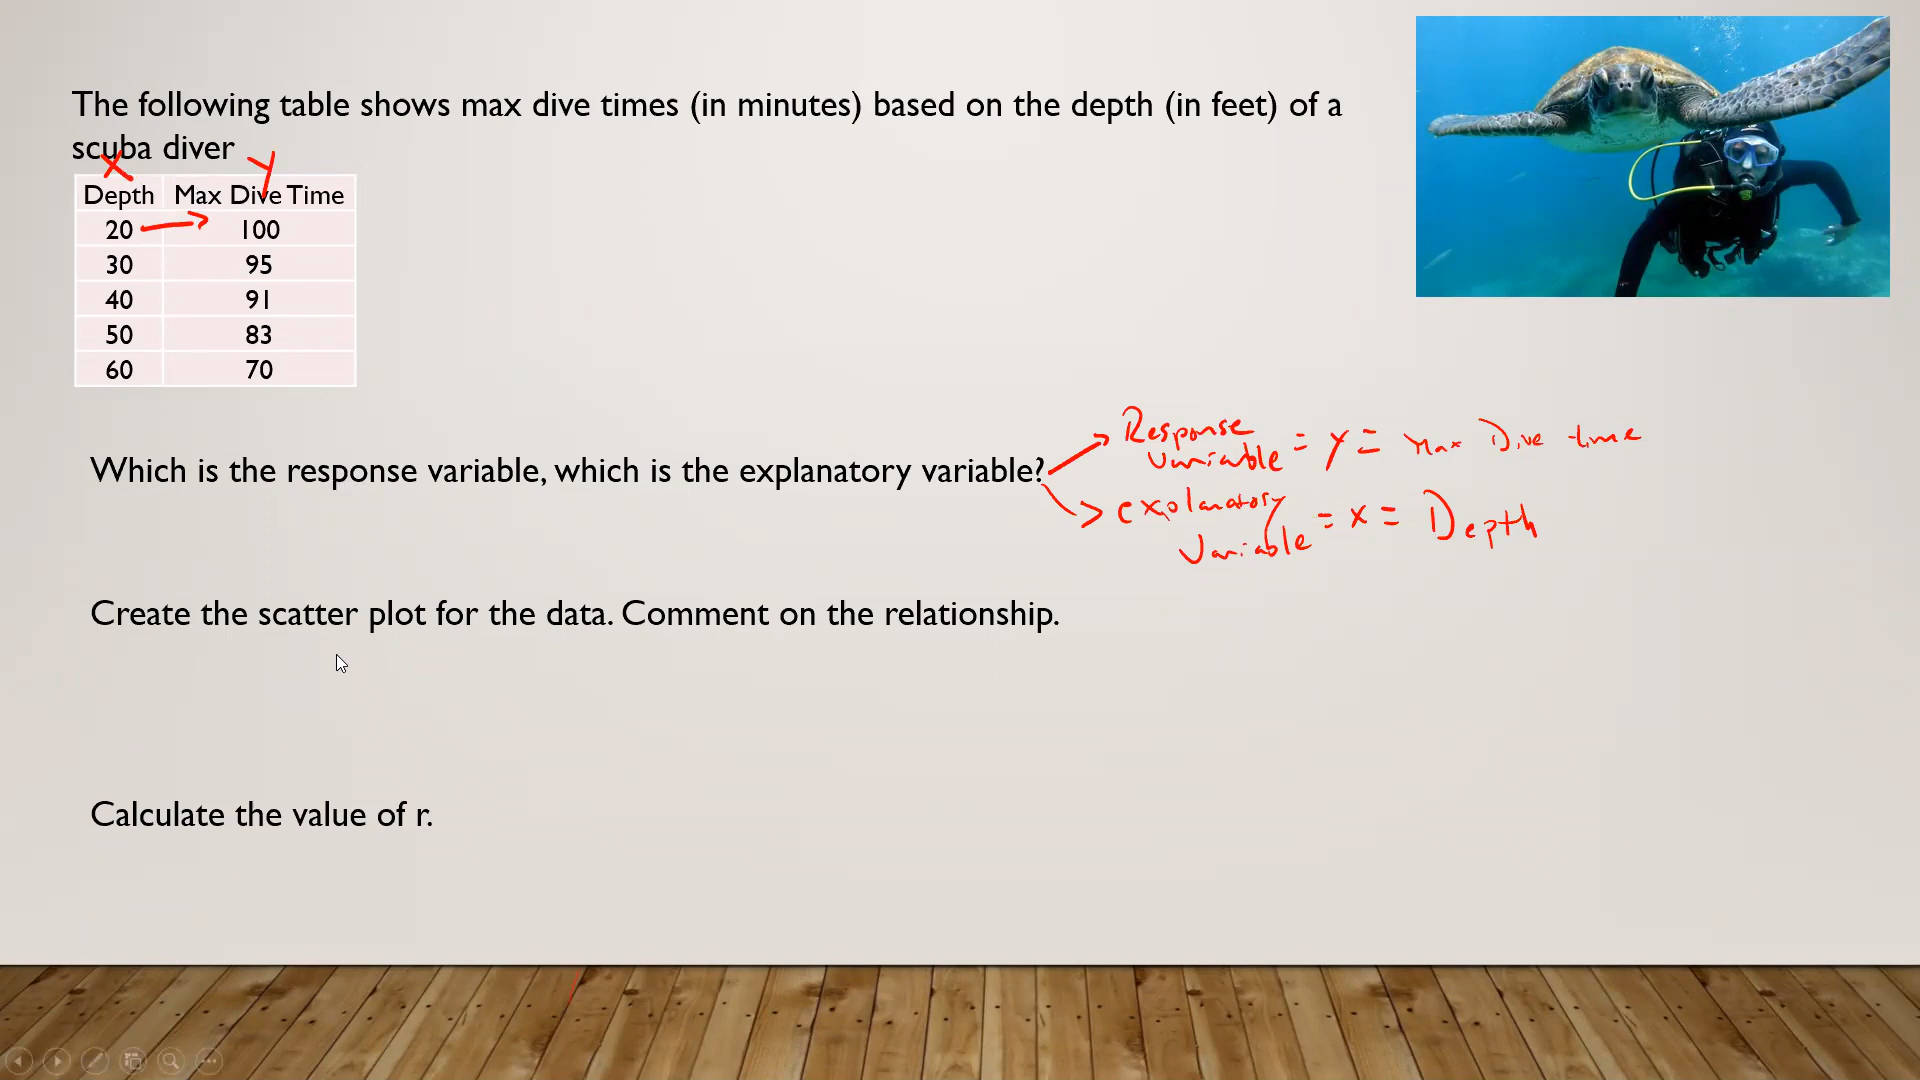 The following table shows max dive times (in minutes) based on the depth (in feet) of a
scuba diver
X Y
Depth Max Dive Time
20 100
30 95
40 91
50 83
60 70
Response
variable = Y = Max Dive time
Which is the response variable, which is the explanatory variable?
explanatory
Variable = x = Depth
Create the scatter plot for the data. Comment on the relationship.
Calculate the value of r.